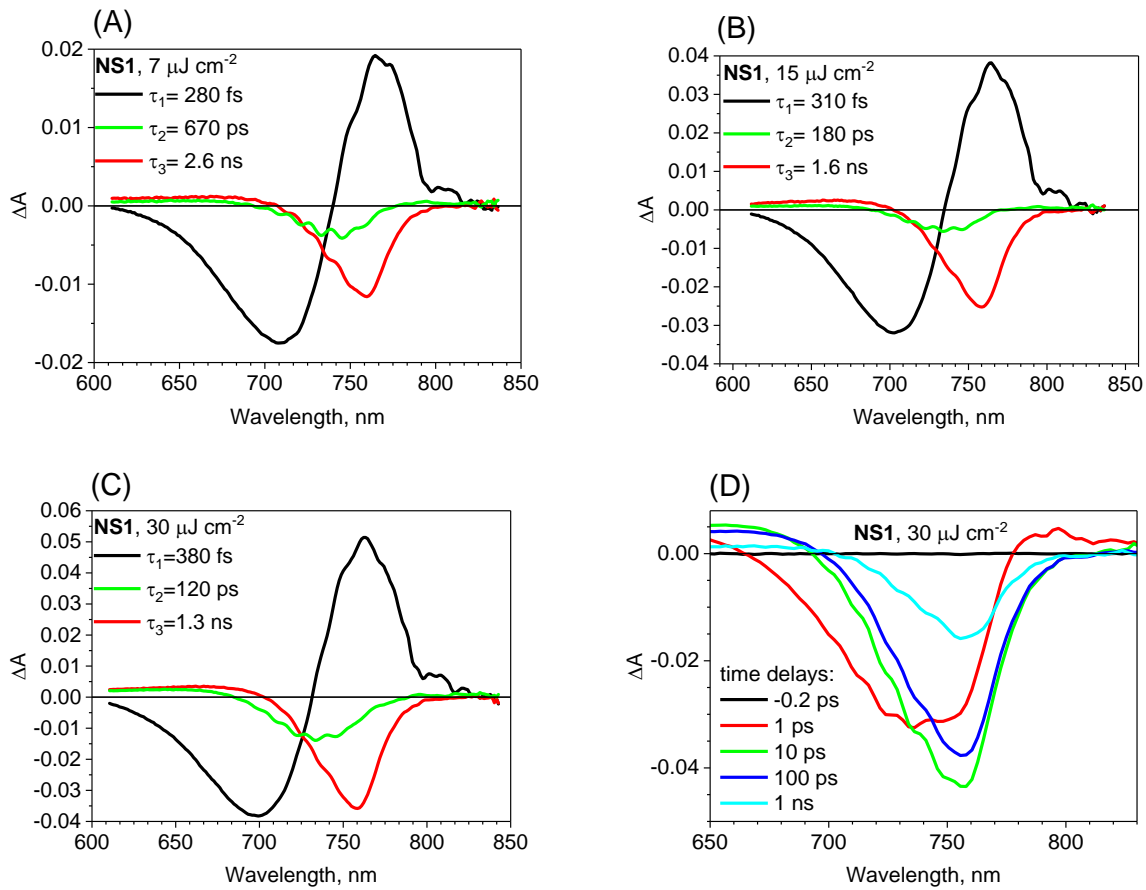 (A)
NS1, 7 μJ cm-2
τ1= 280 fs
τ2= 670 ps
τ3= 2.6 ns
0.02
0.01
0.00
-0.01
-0.02
ΔA
600 650 700 750 800 850
Wavelength, nm
(B)
NS1, 15 μJ cm-2
τ1= 310 fs
τ2= 180 ps
τ3= 1.6 ns
0.04
0.03
0.02
0.01
0.00
-0.01
-0.02
-0.03
-0.04
ΔA
600 650 700 750 800 850
Wavelength, nm
(C)
NS1, 30 μJ cm-2
τ1=380 fs
τ2=120 ps
τ3=1.3 ns
0.06
0.05
0.04
0.03
0.02
0.01
0.00
-0.01
-0.02
-0.03
-0.04
ΔA
600 650 700 750 800 850
Wavelength, nm
(D)
NS1, 30 μJ cm-2
0.00
-0.02
-0.04
ΔA
time delays:
-0.2 ps
1 ps
10 ps
100 ps
1 ns
650 700 750 800
Wavelength, nm